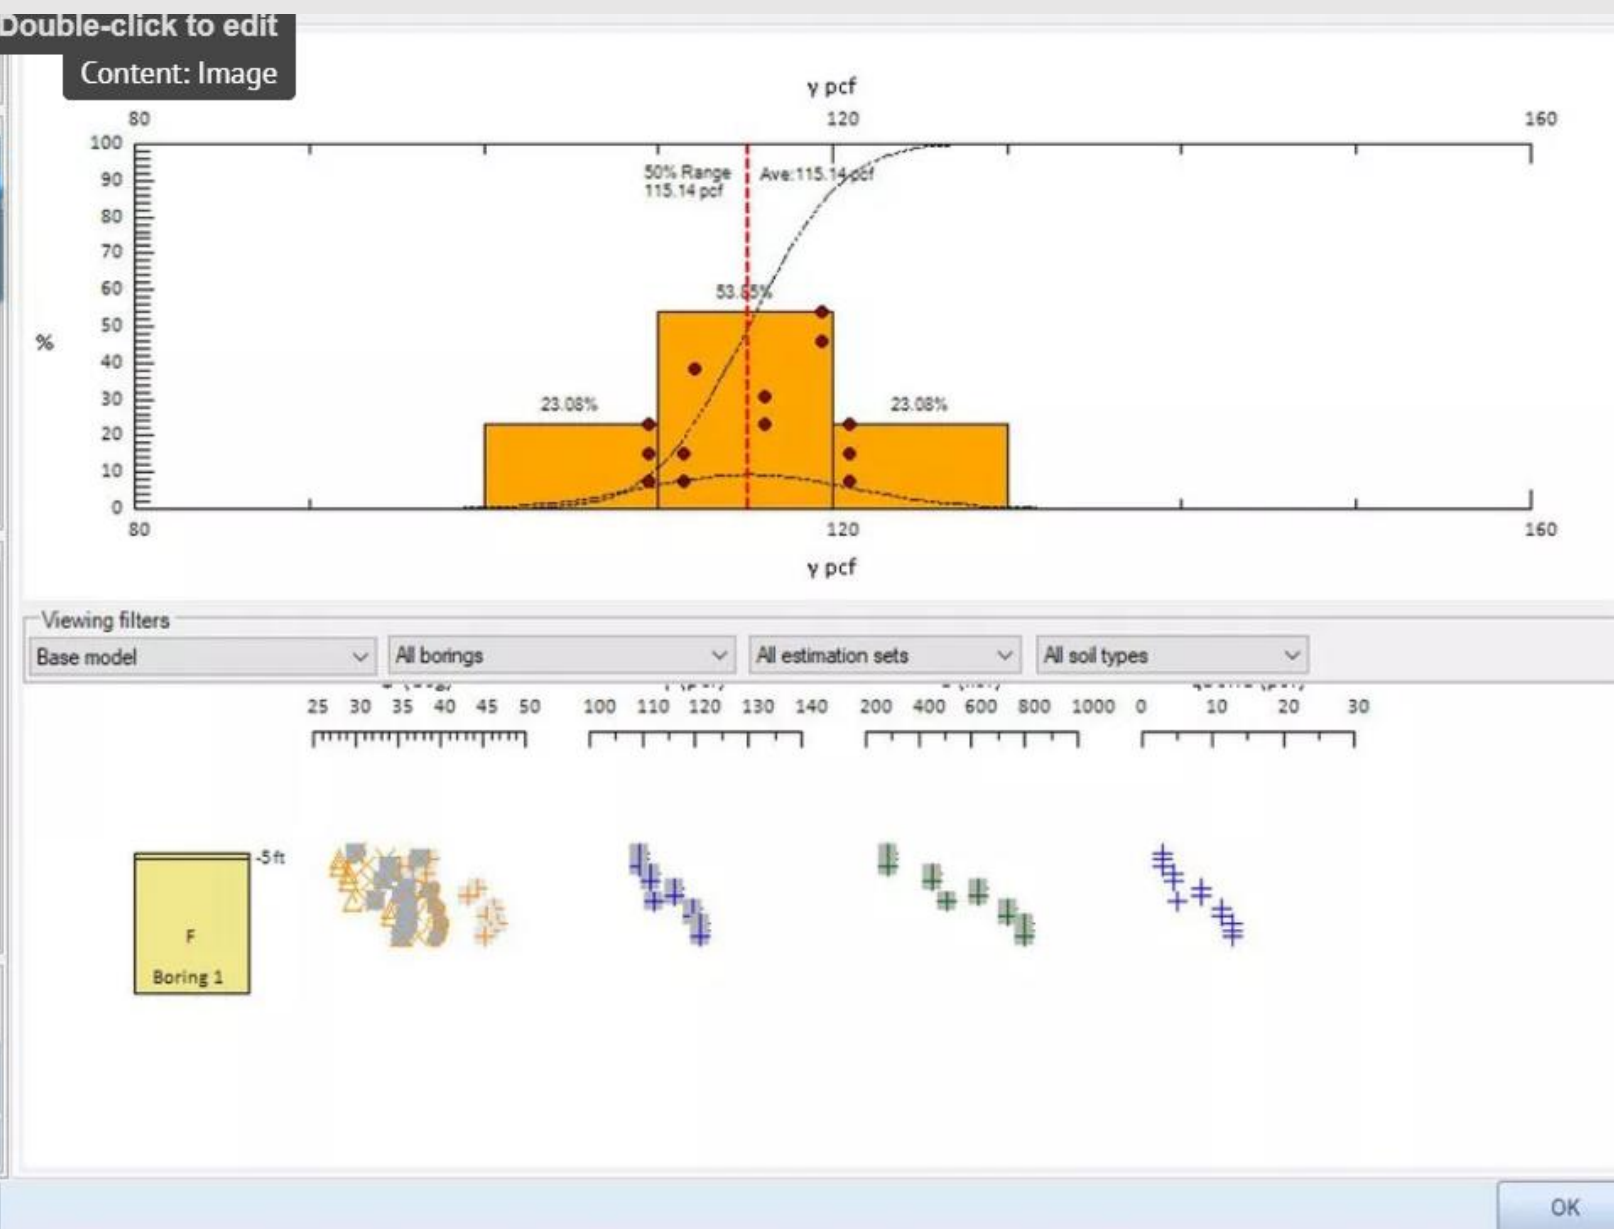 Double-click to edit
Content: Image
γ pcf
80 120 160
100
90
80
70
60
50
40
30
20
10
0
%
50% Range
115.14 pcf
Ave:115.14 pcf
53.85%
23.08%
23.08%
80 120 160
γ pcf
Viewing filters
Base model
All borings
All estimation sets
All soil types
25 30 35 40 45 50
100 110 120 130 140
200 400 600 800 1000
0 10 20 30
-5ft
F
Boring 1
OK